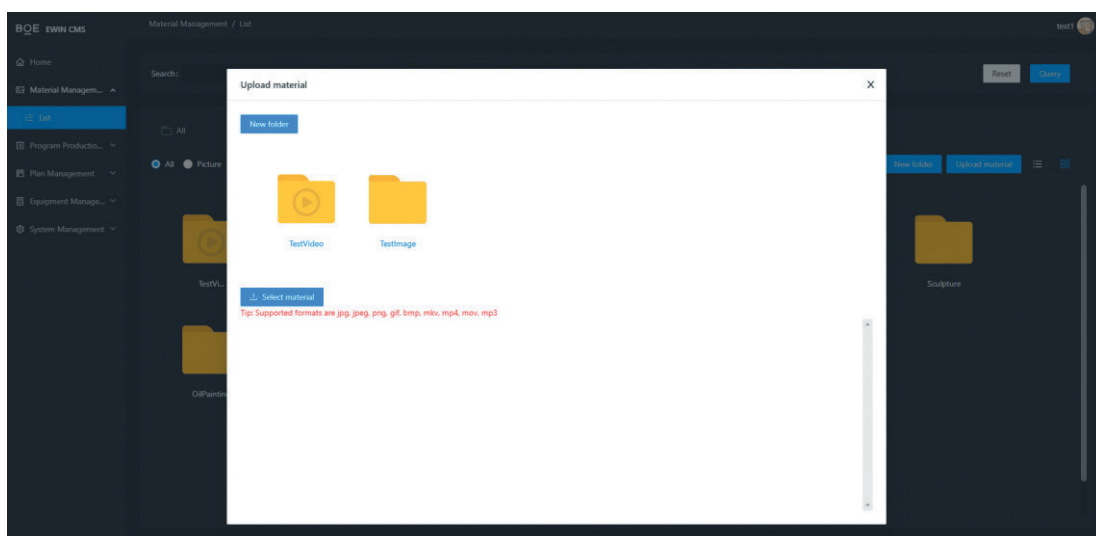 BOE EWIN CMS
Material Management / List
test1
Home
Search:
Reset
Query
Upload material
X
Material Managem...
List
New folder
All
Program Productio...
All
Picture
New folder
Upload material
Plan Management
Equipment Manage...
System Management
TestVideo
TestImage
TestVi...
Sculpture
Select material
Tip: Supported formats are jpg, jpeg, png, gif, bmp, mkv, mp4, mov, mp3
OilPaintin